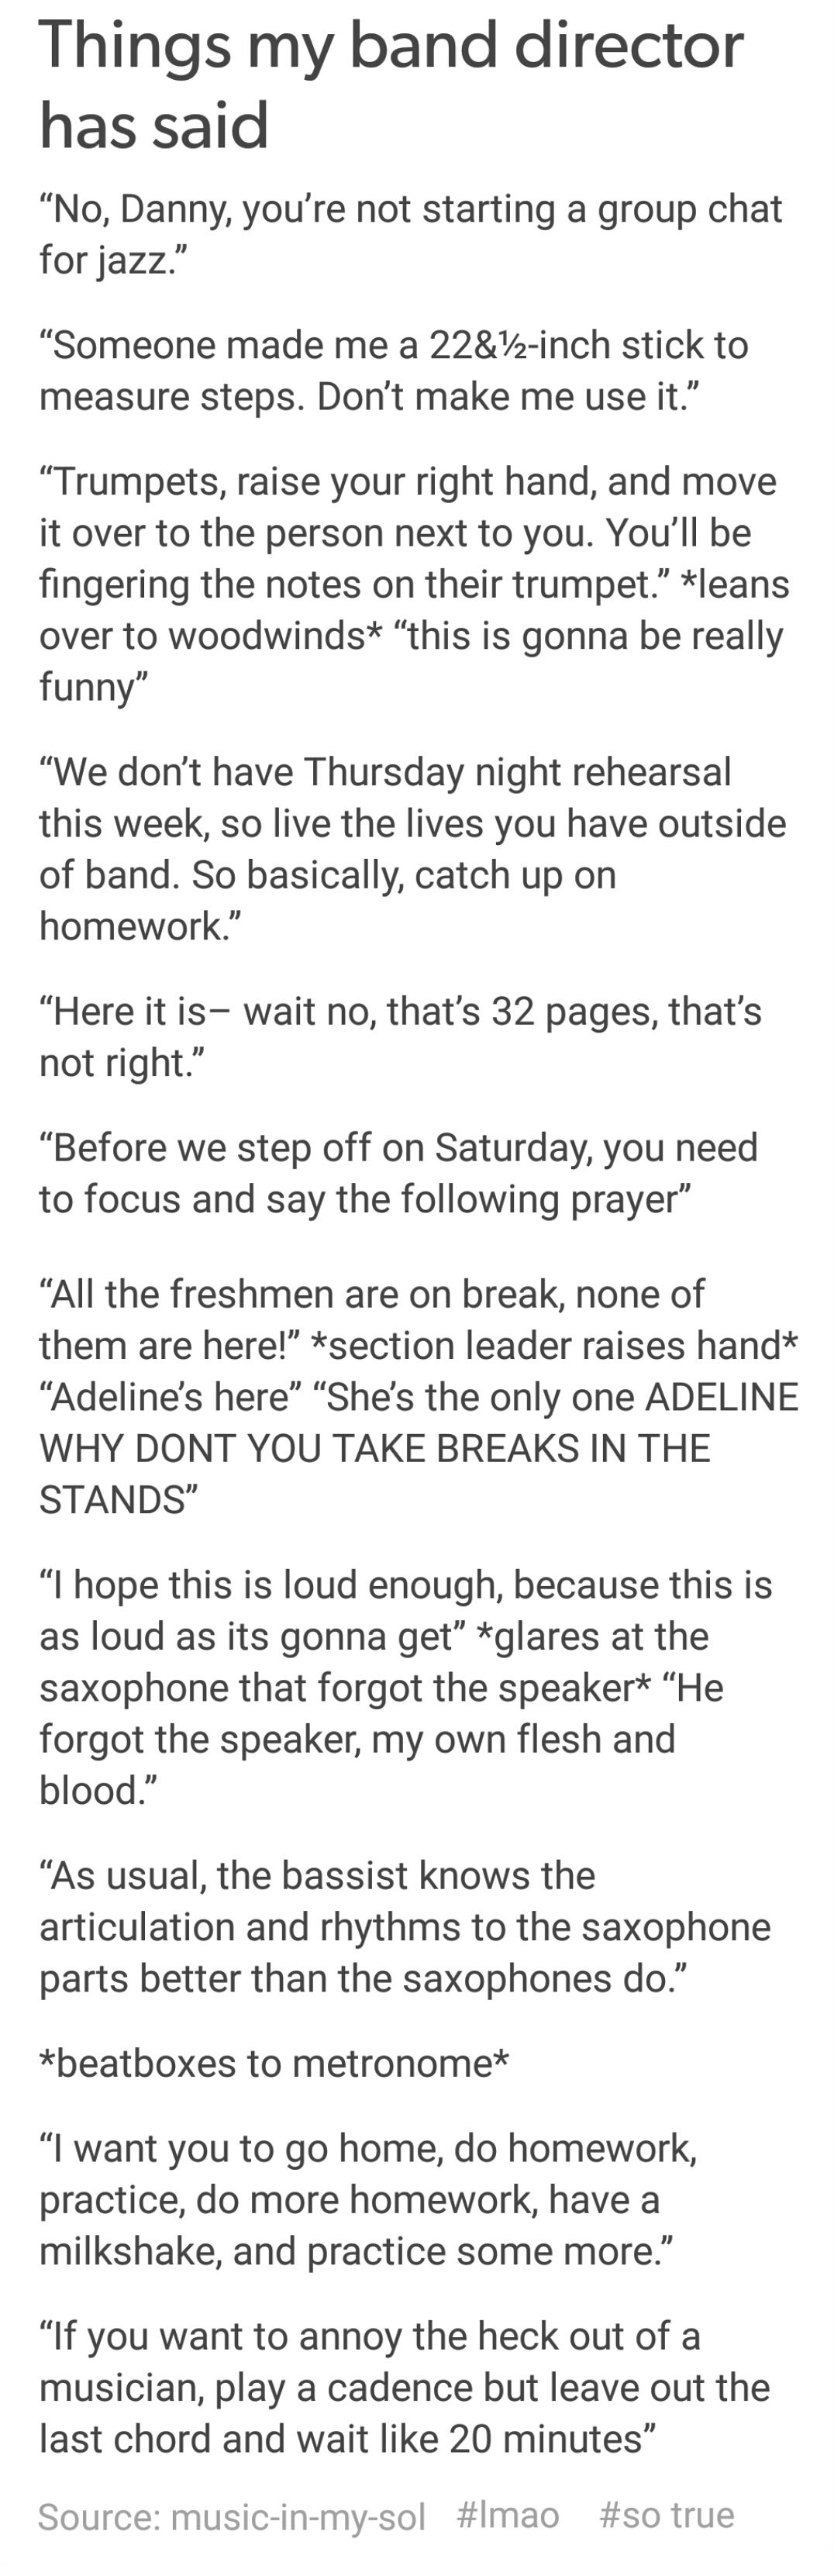 Things my band director
has said
“No, Danny, you’re not starting a group chat
for jazz.”
“Someone made me a 22&½-inch stick to
measure steps. Don’t make me use it.”
“Trumpets, raise your right hand, and move
it over to the person next to you. You’ll be
fingering the notes on their trumpet.” *leans
over to woodwinds* “this is gonna be really
funny”
“We don’t have Thursday night rehearsal
this week, so live the lives you have outside
of band. So basically, catch up on
homework.”
“Here it is– wait no, that’s 32 pages, that’s
not right.”
“Before we step off on Saturday, you need
to focus and say the following prayer”
“All the freshmen are on break, none of
them are here!” *section leader raises hand*
“Adeline’s here” “She’s the only one ADELINE
WHY DONT YOU TAKE BREAKS IN THE
STANDS”
“I hope this is loud enough, because this is
as loud as its gonna get” *glares at the
saxophone that forgot the speaker* “He
forgot the speaker, my own flesh and
blood.”
“As usual, the bassist knows the
articulation and rhythms to the saxophone
parts better than the saxophones do.”
*beatboxes to metronome*
“I want you to go home, do homework,
practice, do more homework, have a
milkshake, and practice some more.”
“If you want to annoy the heck out of a
musician, play a cadence but leave out the
last chord and wait like 20 minutes”
Source: music-in-my-sol #lmao #so true